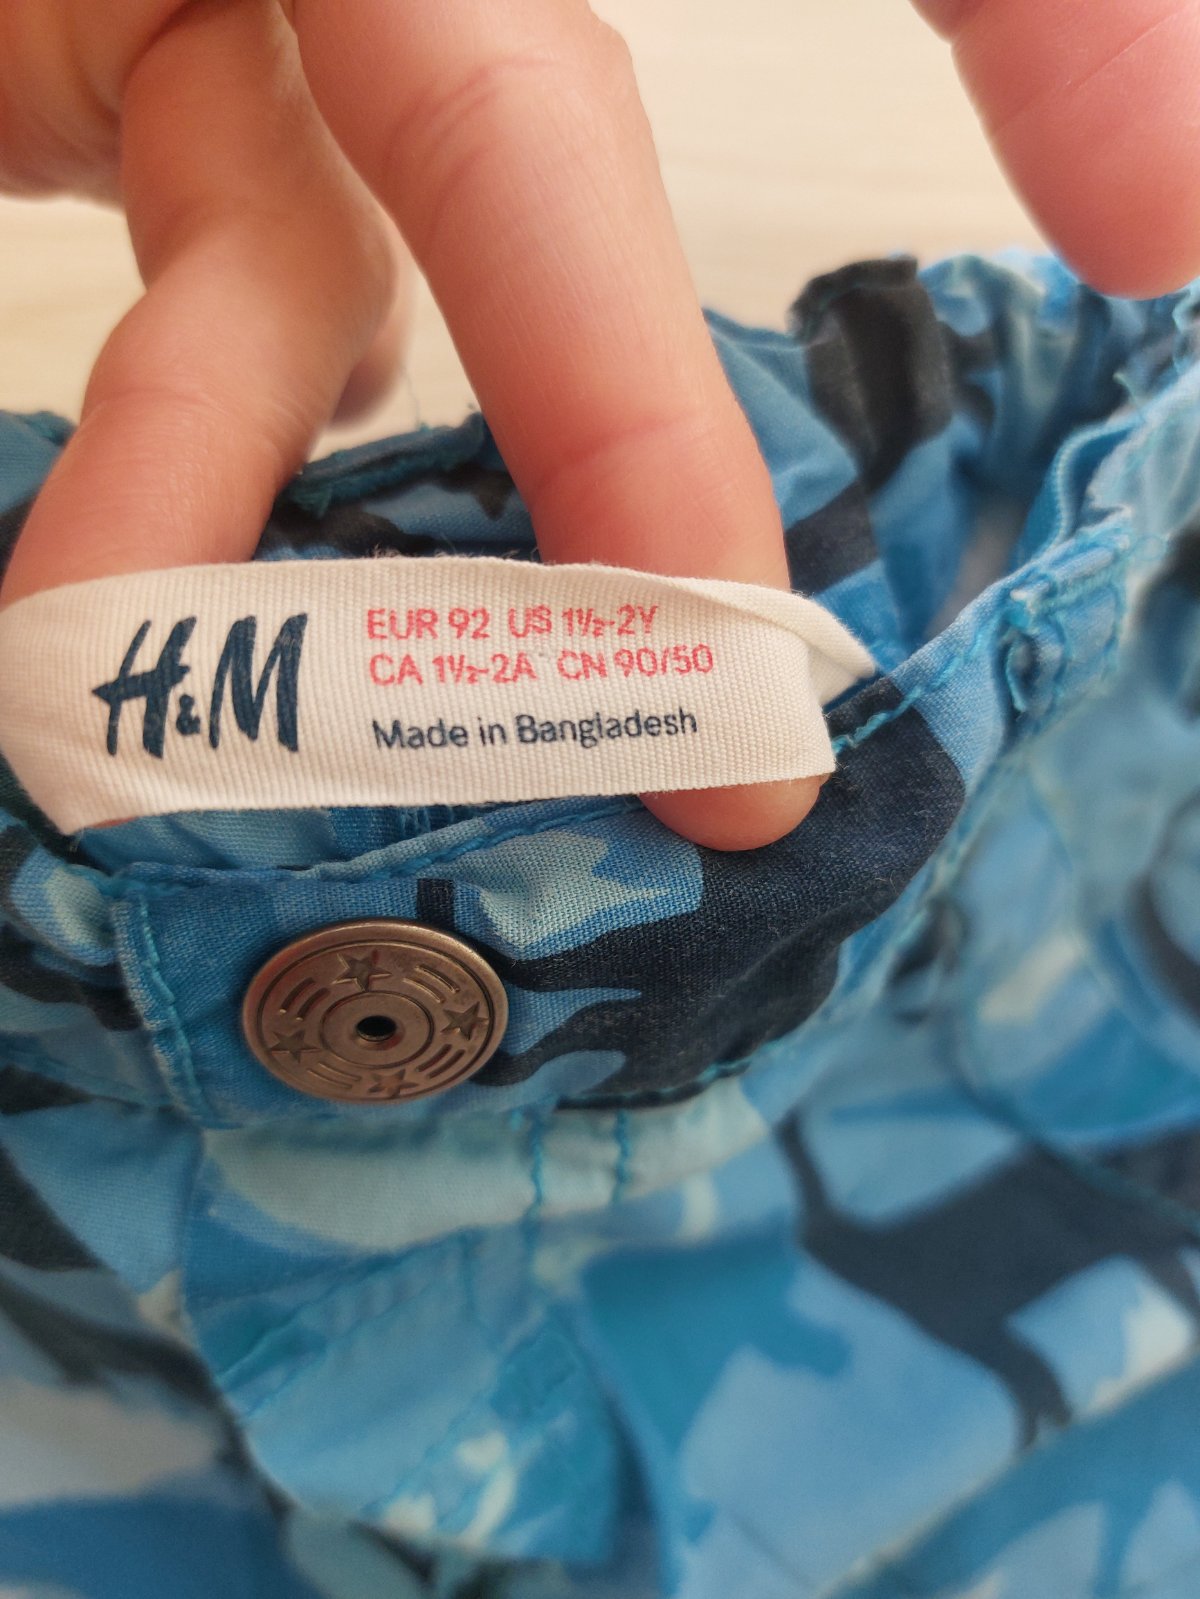 H&M
EUR 92 US 1½-2Y
CA 1½-2A CN 90/50
Made in Bangladesh